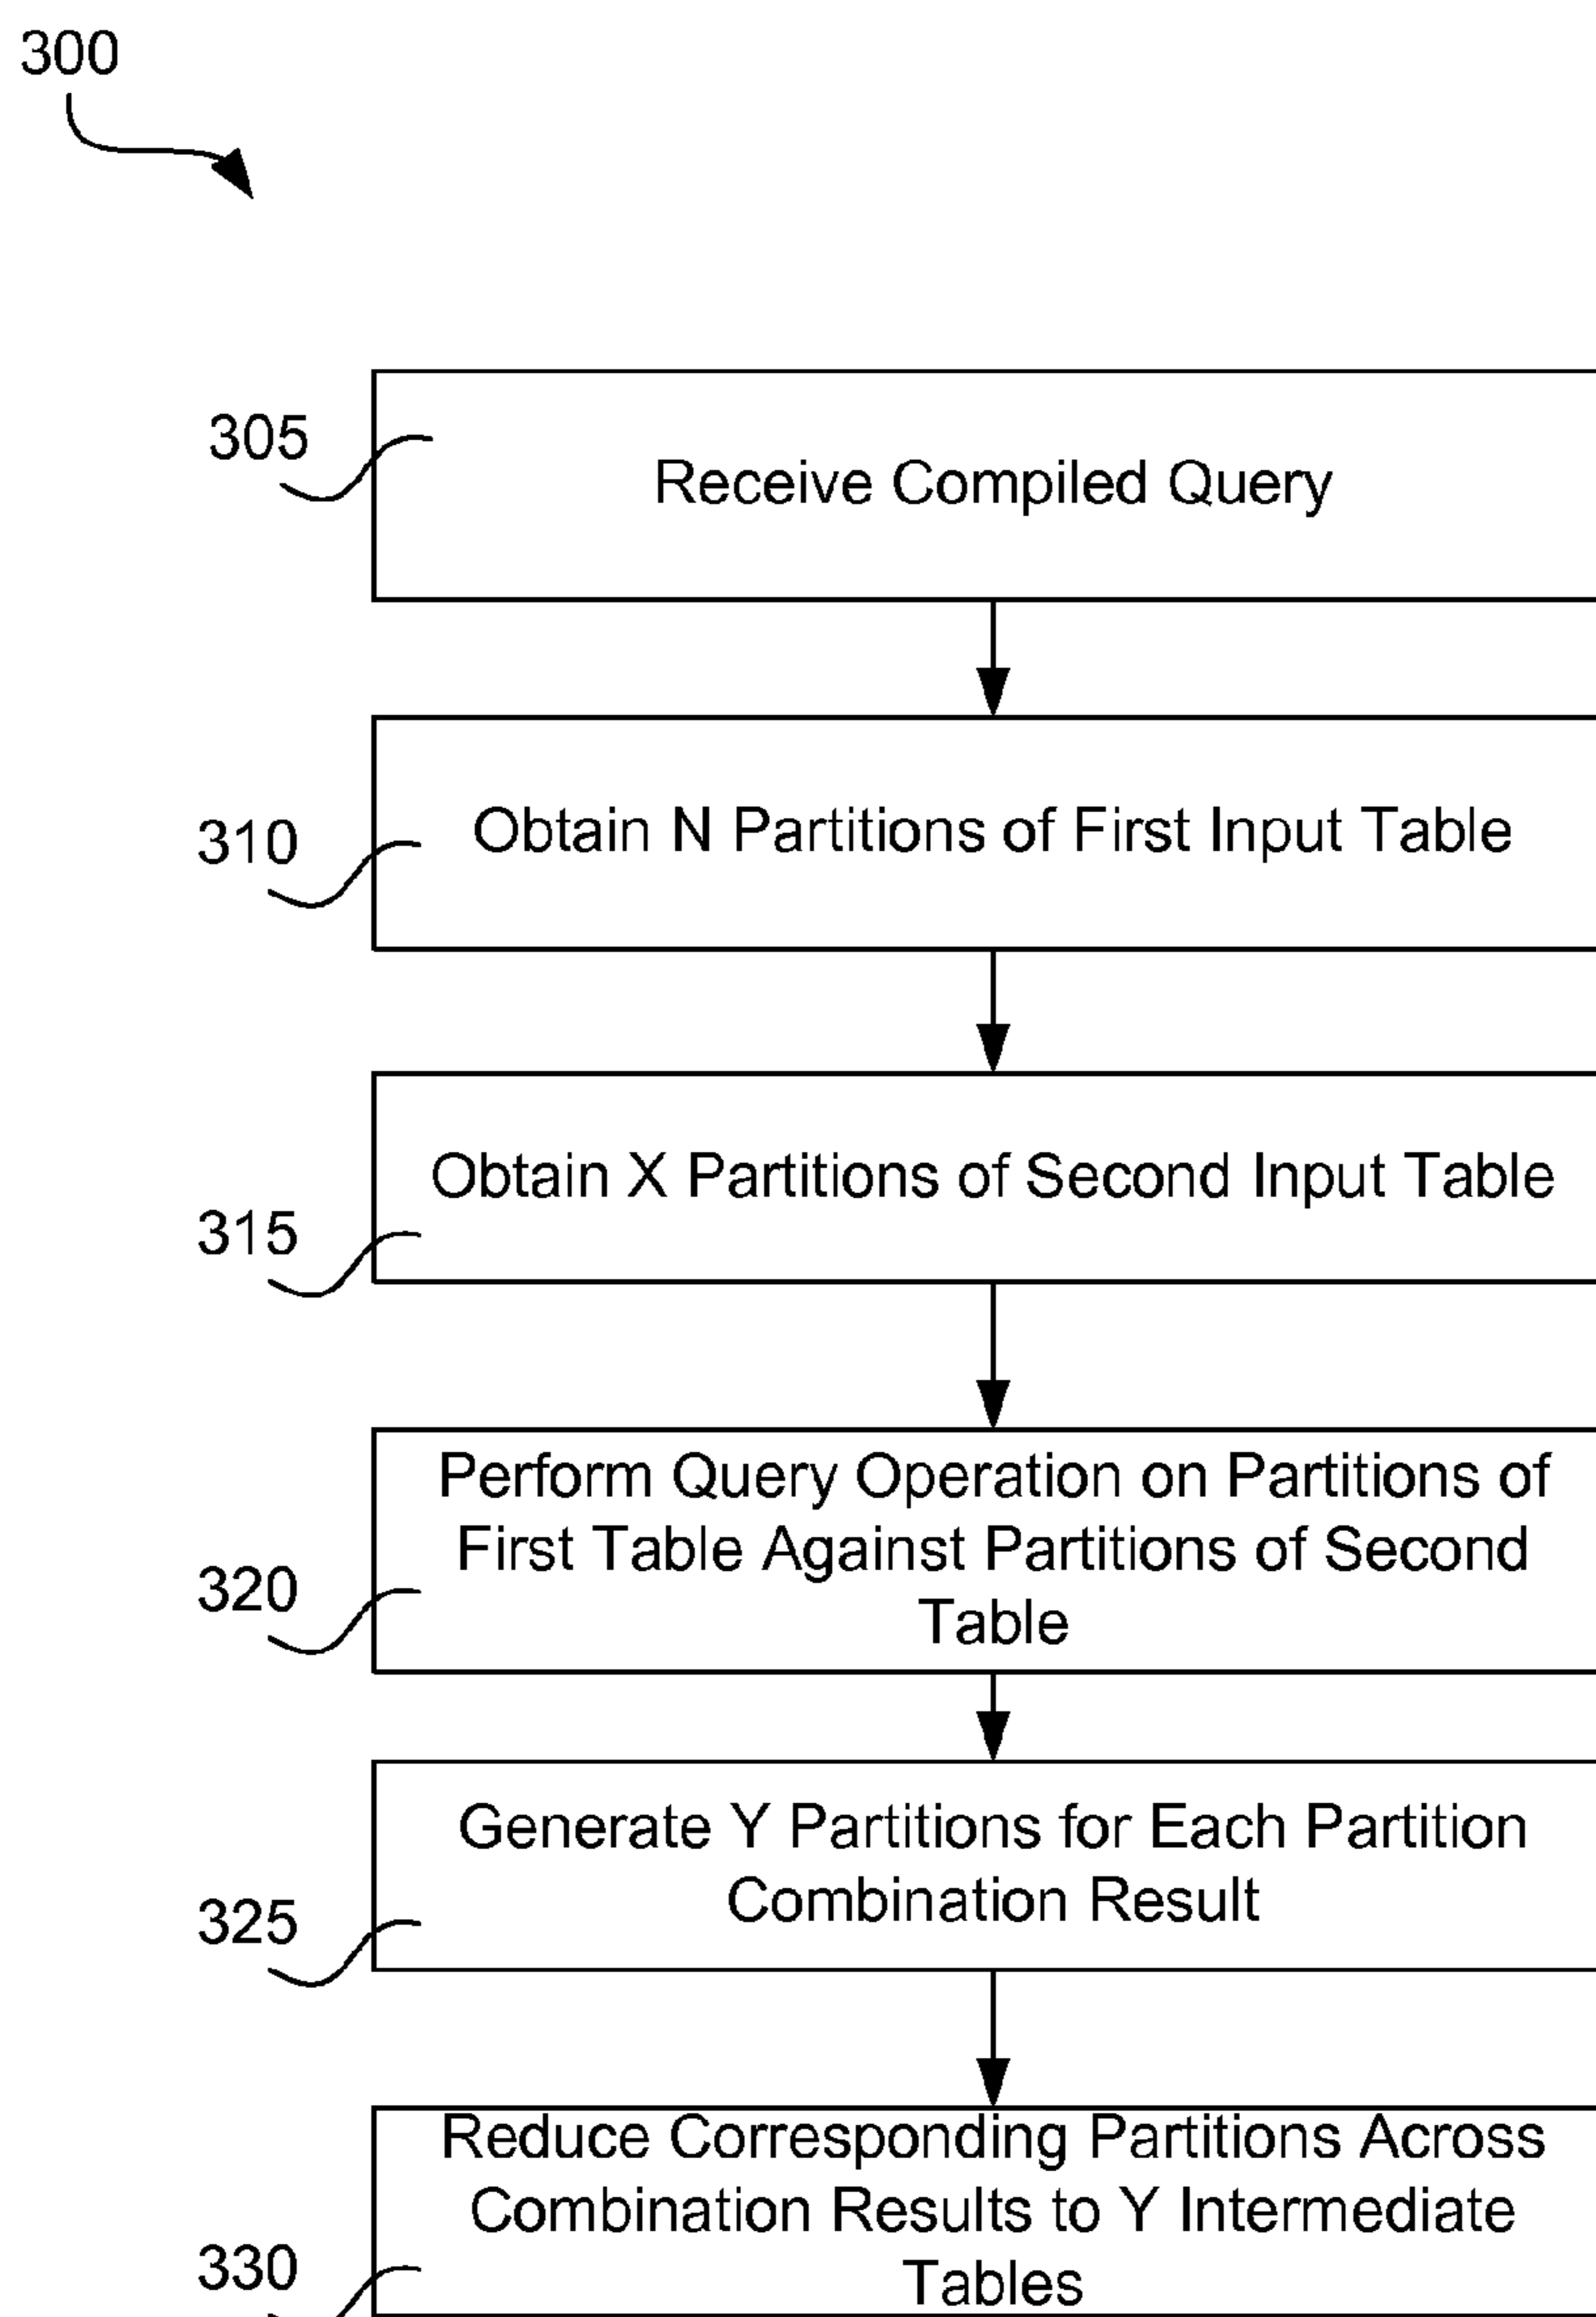 300
305
Receive Compiled Query
310
Obtain N Partitions of First Input Table
315
Obtain X Partitions of Second Input Table
320
Perform Query Operation on Partitions of
First Table Against Partitions of Second
Table
325
Generate Y Partitions for Each Partition
Combination Result
330
Reduce Corresponding Partitions Across
Combination Results to Y Intermediate
Tables